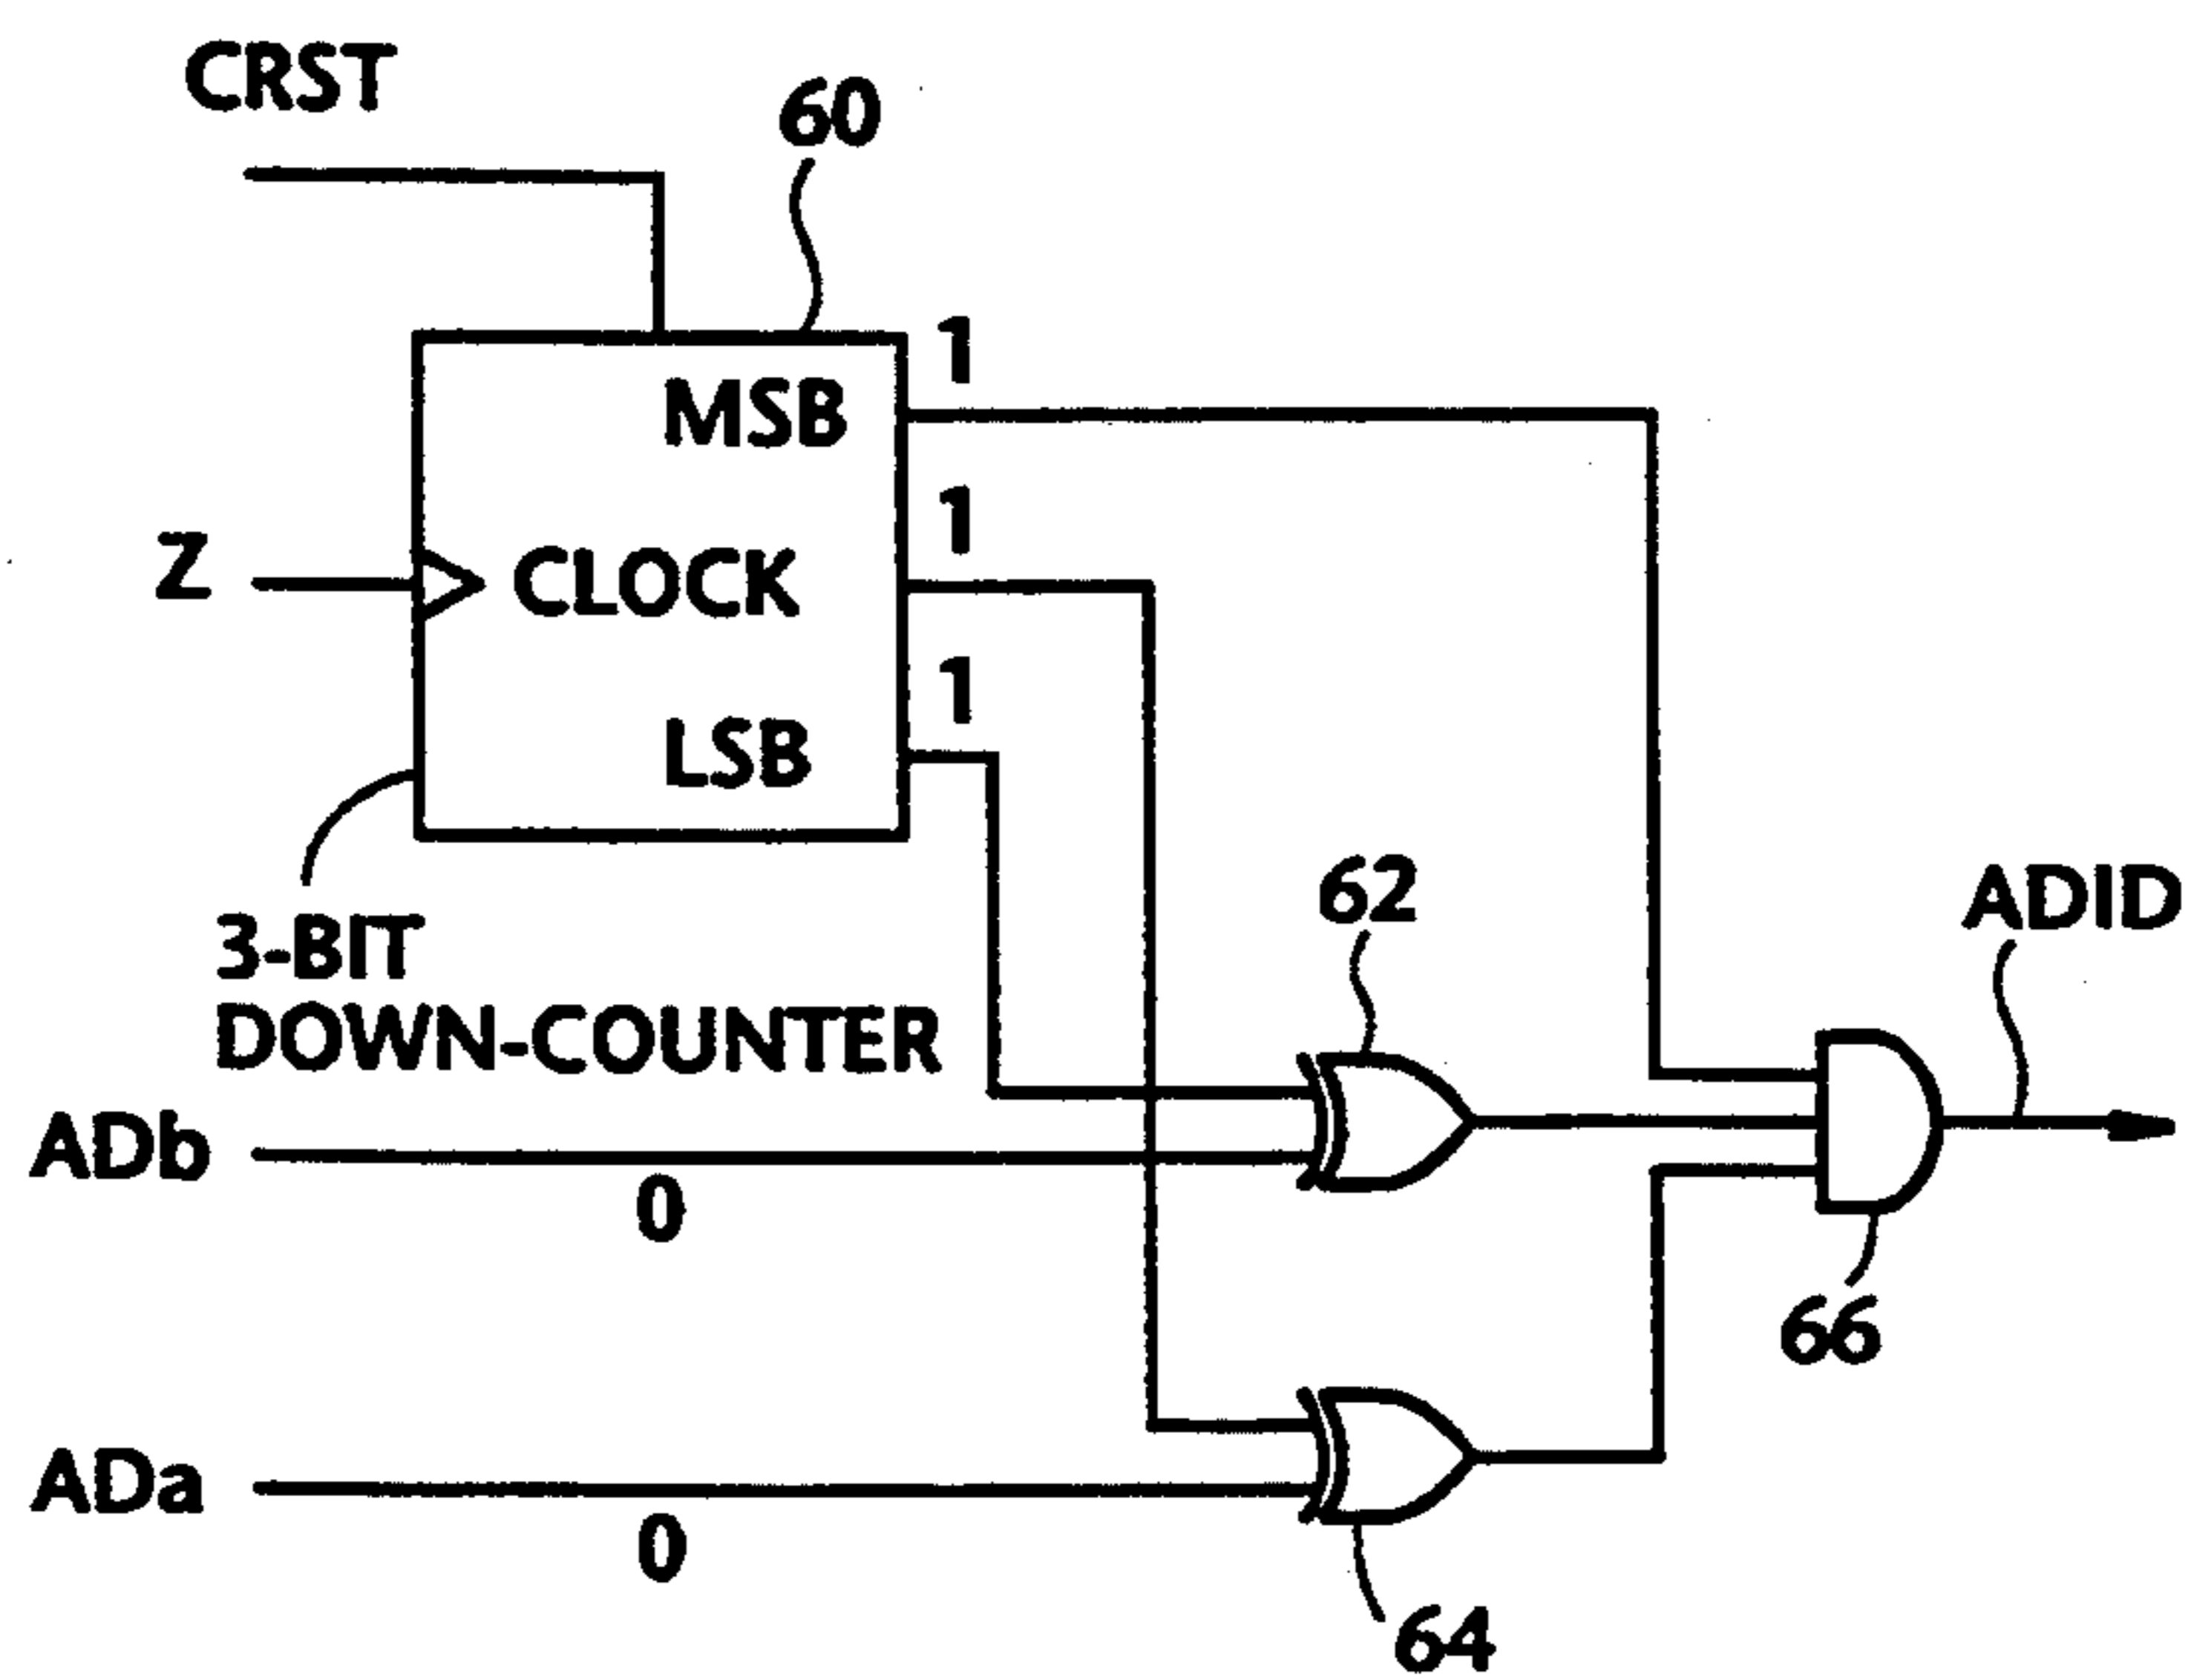 CRST
60
1
MSB
1
Z
CLOCK
1
LSB
62
ADID
3-BIT
DOWN-COUNTER
ADb
0
66
ADa
0
64